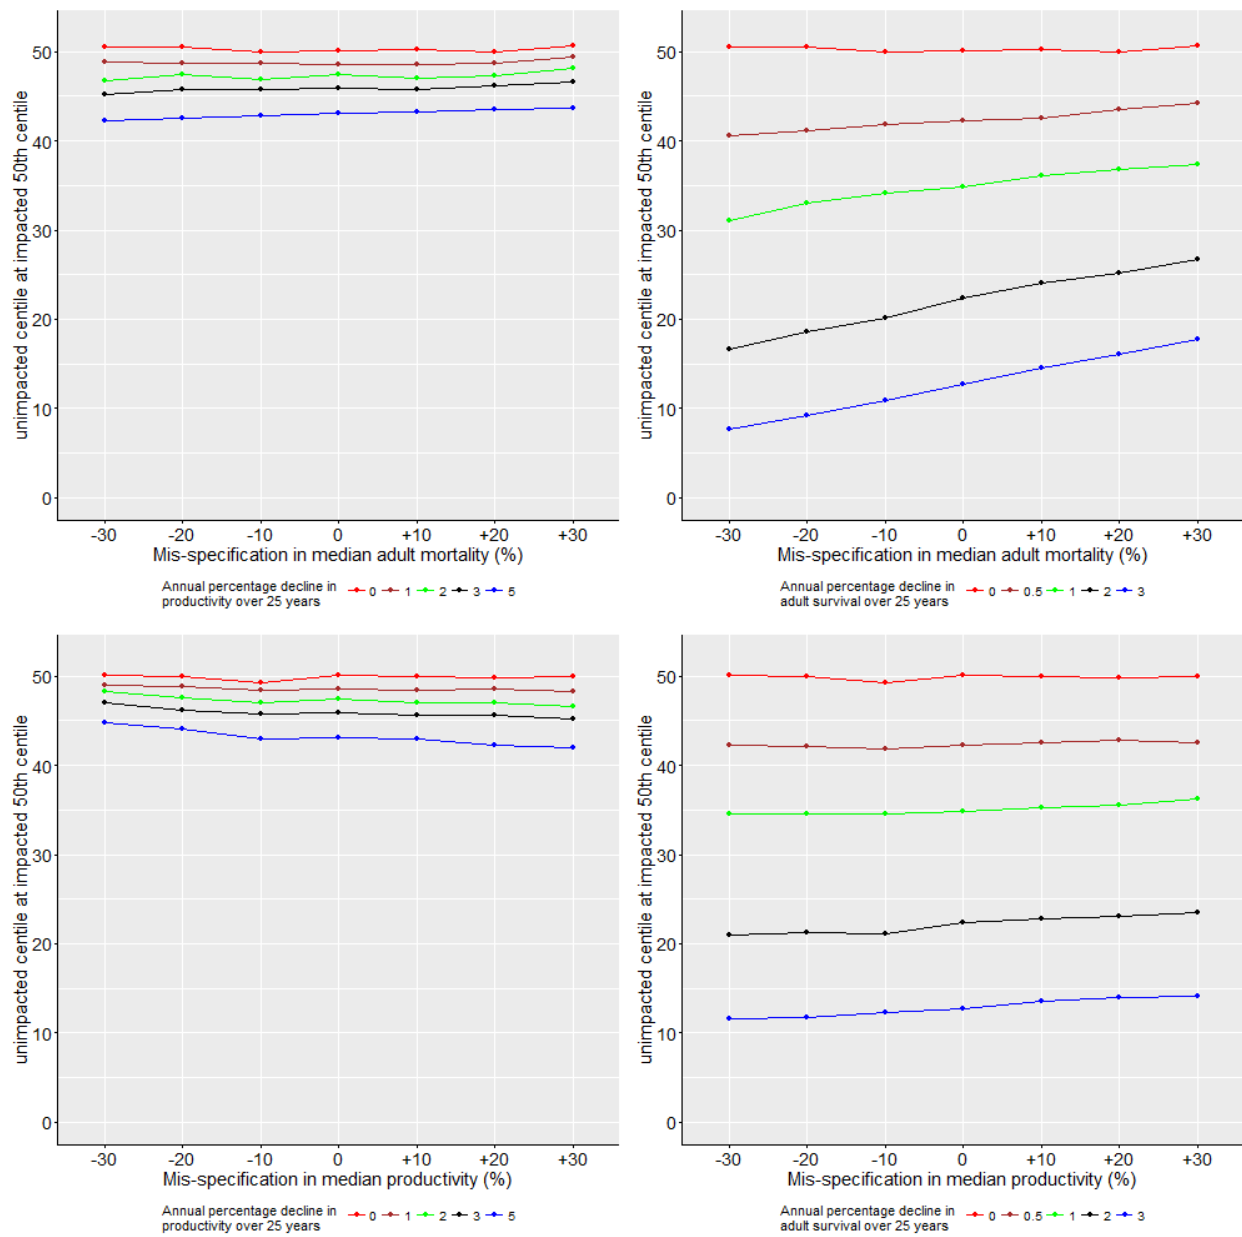 unimpacted centile at impacted 50th centile
50
40
30
20
10
0
-30 -20 -10 0 +10 +20 +30
Mis-specification in median adult mortality (%)
Annual percentage decline in
productivity over 25 years
0 1 2 3 5
unimpacted centile at impacted 50th centile
50
40
30
20
10
0
-30 -20 -10 0 +10 +20 +30
Mis-specification in median adult mortality (%)
Annual percentage decline in
adult survival over 25 years
0 0.5 1 2 3
unimpacted centile at impacted 50th centile
50
40
30
20
10
0
-30 -20 -10 0 +10 +20 +30
Mis-specification in median productivity (%)
Annual percentage decline in
productivity over 25 years
0 1 2 3 5
unimpacted centile at impacted 50th centile
50
40
30
20
10
0
-30 -20 -10 0 +10 +20 +30
Mis-specification in median productivity (%)
Annual percentage decline in
adult survival over 25 years
0 0.5 1 2 3